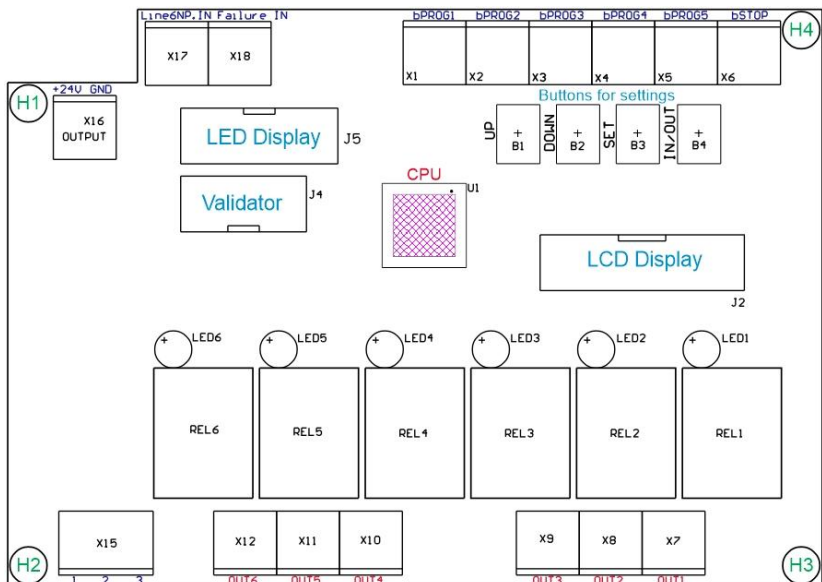 Line6NP.IN Failure IN bPROG1 bPROG2 bPROG3 bPROG4 bPROG5 bSTOP
H4
X17 X18
X1 X2 X3 X4 X5 X6
+24V GND
H1
Buttons for settings
X16
OUTPUT
UP DOWN SET IN/OUT
LED Display J5
+ + + +
B1 B2 B3 B4
CPU
U1
Validator J4
LCD Display
J2
LED6 LED5 LED4 LED3 LED2 LED1
+ + + + + +
REL6 REL5 REL4 REL3 REL2 REL1
X15 X12 X11 X10 X9 X8 X7
H2 H3
1 2 3 OUT6 OUT5 OUT4 OUT3 OUT2 OUT1